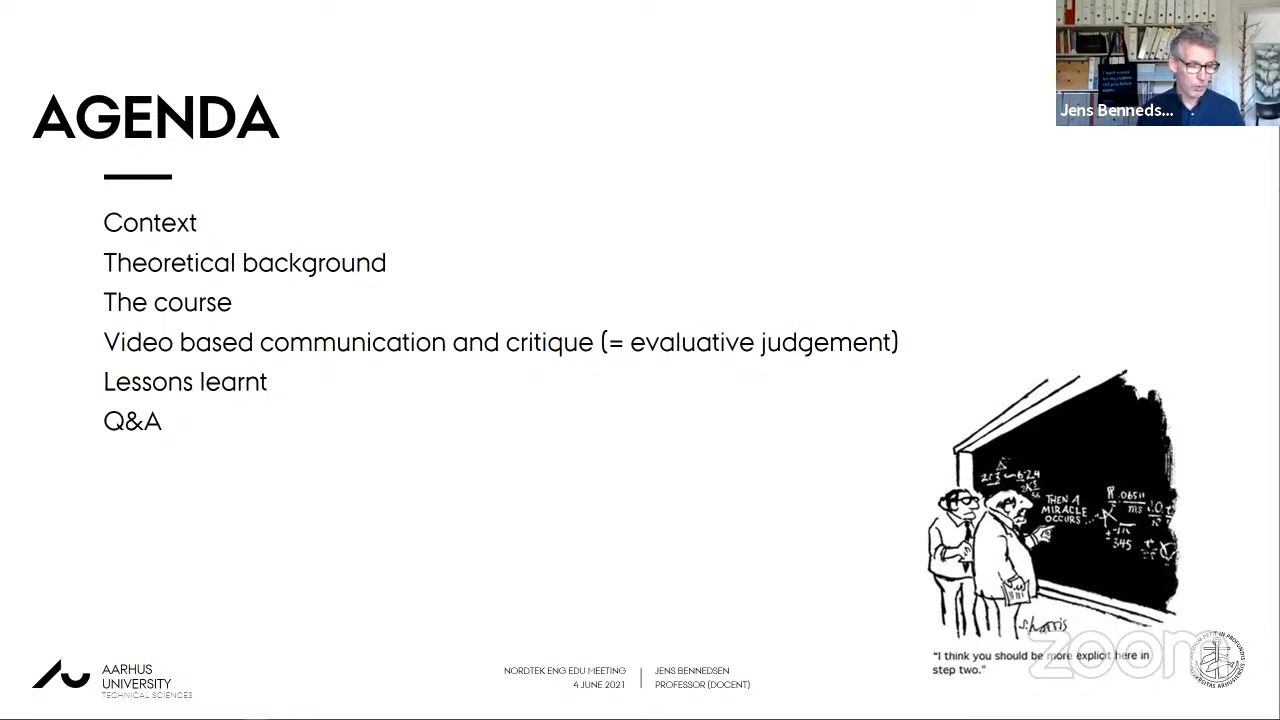 Jens Benneds...
AGENDA
Context
Theoretical background
The course
Video based communication and critique (= evaluative judgement)
Lessons learnt
Q&A
THEN A
MIRACLE
OCCURS...
S. Harris
"I think you should be more explicit here in
step two."
zoom
AARHUS
UNIVERSITY
TECHNICAL SCIENCES
NORDTEK ENG EDU MEETING
4 JUNE 2021
JENS BENNEDSEN
PROFESSOR (DOCENT)